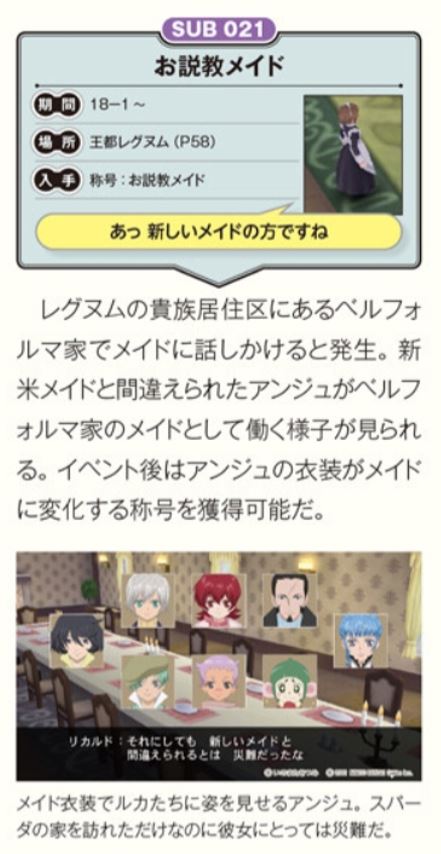 SUB 021
お説教メイド
期間 18−1〜
場所 王都レグヌム（P58）
入手 称号：お説教メイド
あっ 新しいメイドの方ですね
レグヌムの貴族居住区にあるベルフォ
ルマ家でメイドに話しかけると発生。新
米メイドと間違えられたアンジュがベルフ
ォルマ家のメイドとして働く様子が見られ
る。イベント後はアンジュの衣装がメイド
に変化する称号を獲得可能だ。
リカルド：それにしても 新しいメイドと
間違えられるとは 災難だったな
メイド衣装でルカたちに姿を見せるアンジュ。スパー
ダの家を訪れただけなのに彼女にとっては災難だ。